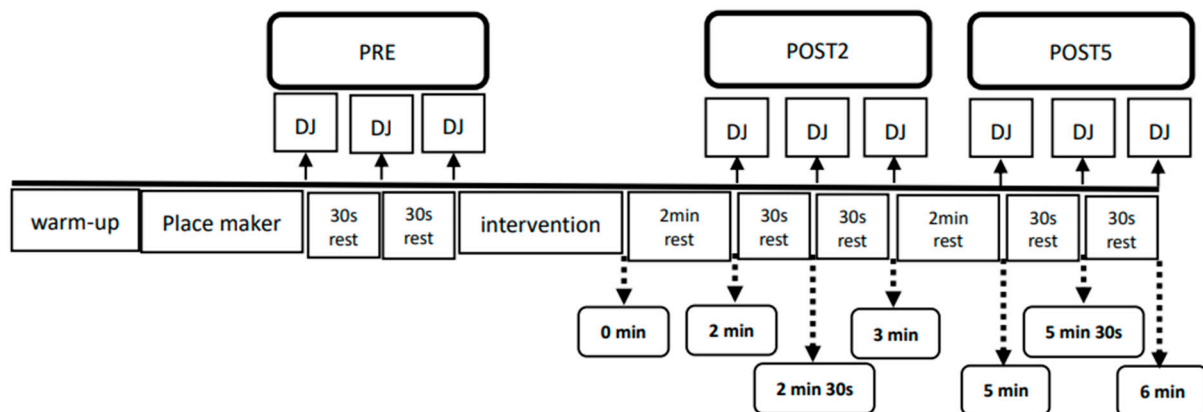 PRE
POST2
POST5
DJ
DJ
DJ
DJ
DJ
DJ
DJ
DJ
DJ
warm-up
Place maker
30s
rest
30s
rest
intervention
2min
rest
30s
rest
30s
rest
2min
rest
30s
rest
30s
rest
0 min
2 min
3 min
5 min 30s
2 min 30s
5 min
6 min